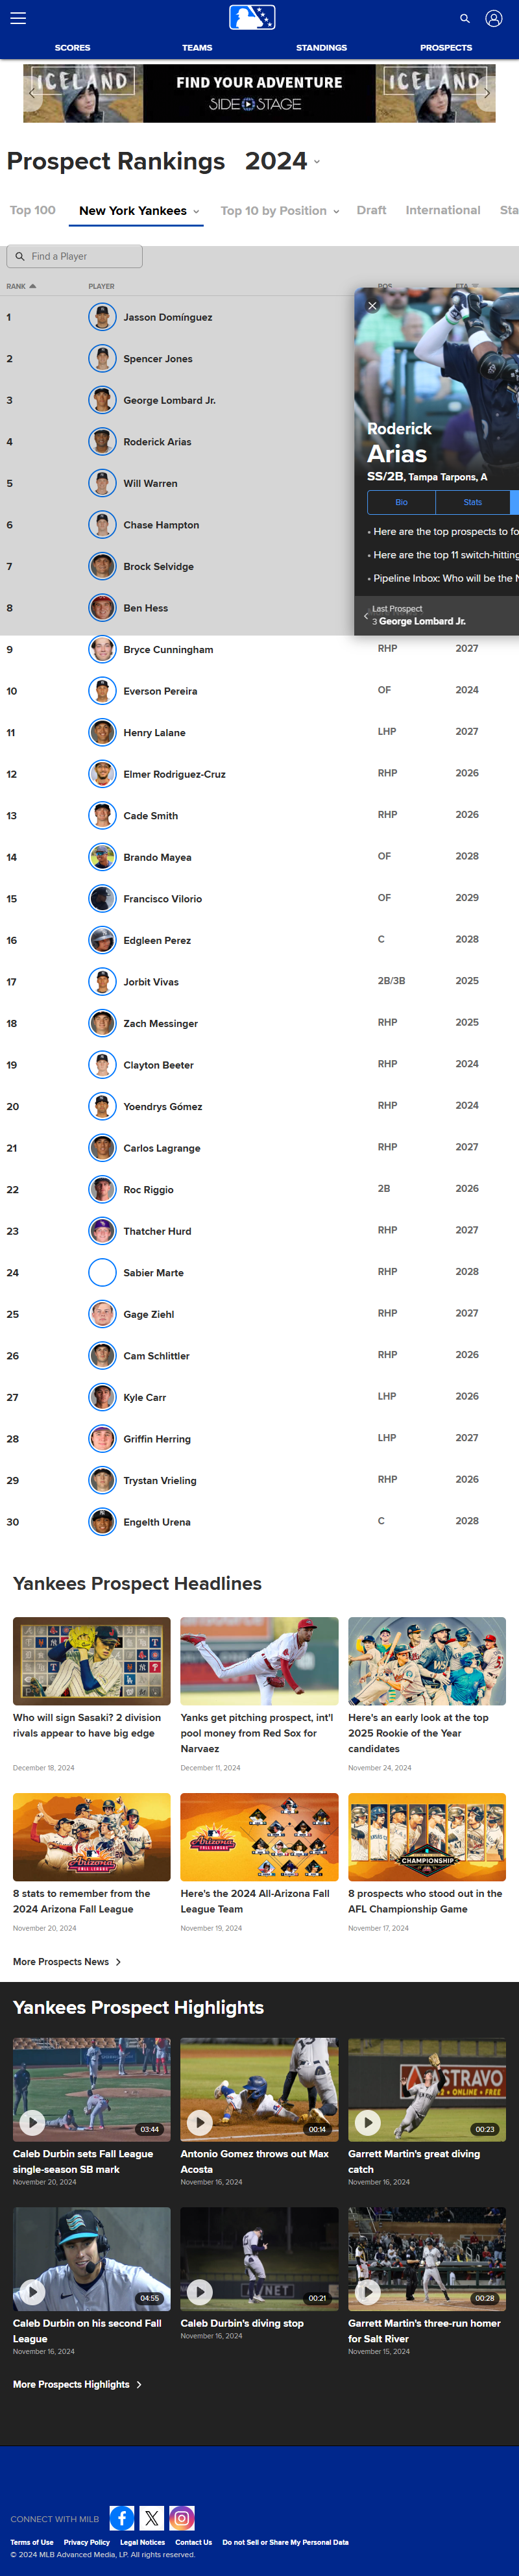 SCORES TEAMS STANDINGS PROSPECTS
ICELAND FIND YOUR ADVENTURE ICELAND
SIDE STAGE
Prospect Rankings 2024
Top 100 New York Yankees Top 10 by Position Draft International Sta
Find a Player
RANK PLAYER POS ETA
1 Jasson Domínguez
2 Spencer Jones
3 George Lombard Jr.
4 Roderick Arias
5 Will Warren
6 Chase Hampton
7 Brock Selvidge
8 Ben Hess
Roderick
Arias
SS/2B, Tampa Tarpons, A
Bio Stats
• Here are the top prospects to fo
• Here are the top 11 switch-hitting
• Pipeline Inbox: Who will be the N
Last Prospect
3 George Lombard Jr.
9 Bryce Cunningham RHP 2027
10 Everson Pereira OF 2024
11 Henry Lalane LHP 2027
12 Elmer Rodriguez-Cruz RHP 2026
13 Cade Smith RHP 2026
14 Brando Mayea OF 2028
15 Francisco Vilorio OF 2029
16 Edgleen Perez C 2028
17 Jorbit Vivas 2B/3B 2025
18 Zach Messinger RHP 2025
19 Clayton Beeter RHP 2024
20 Yoendrys Gómez RHP 2024
21 Carlos Lagrange RHP 2027
22 Roc Riggio 2B 2026
23 Thatcher Hurd RHP 2027
24 Sabier Marte RHP 2028
25 Gage Ziehl RHP 2027
26 Cam Schlittler RHP 2026
27 Kyle Carr LHP 2026
28 Griffin Herring LHP 2027
29 Trystan Vrieling RHP 2026
30 Engelth Urena C 2028
Yankees Prospect Headlines
Who will sign Sasaki? 2 division
rivals appear to have big edge
December 18, 2024
Yanks get pitching prospect, int'l
pool money from Red Sox for
Narvaez
December 11, 2024
Here's an early look at the top
2025 Rookie of the Year
candidates
November 24, 2024
Arizona
FALL LEAGUE
8 stats to remember from the
2024 Arizona Fall League
November 20, 2024
Arizona
FALL LEAGUE
Here's the 2024 All-Arizona Fall
League Team
November 19, 2024
CHAMPIONSHIP
8 prospects who stood out in the
AFL Championship Game
November 17, 2024
More Prospects News
Yankees Prospect Highlights
03:44
Caleb Durbin sets Fall League
single-season SB mark
November 20, 2024
00:14
Antonio Gomez throws out Max
Acosta
November 16, 2024
STRAVO
ONLINE • FREE
00:23
Garrett Martin's great diving
catch
November 16, 2024
04:55
Caleb Durbin on his second Fall
League
November 16, 2024
NET
00:21
Caleb Durbin's diving stop
November 16, 2024
00:28
Garrett Martin's three-run homer
for Salt River
November 15, 2024
More Prospects Highlights
CONNECT WITH MILB
Terms of Use Privacy Policy Legal Notices Contact Us Do not Sell or Share My Personal Data
© 2024 MLB Advanced Media, LP. All rights reserved.